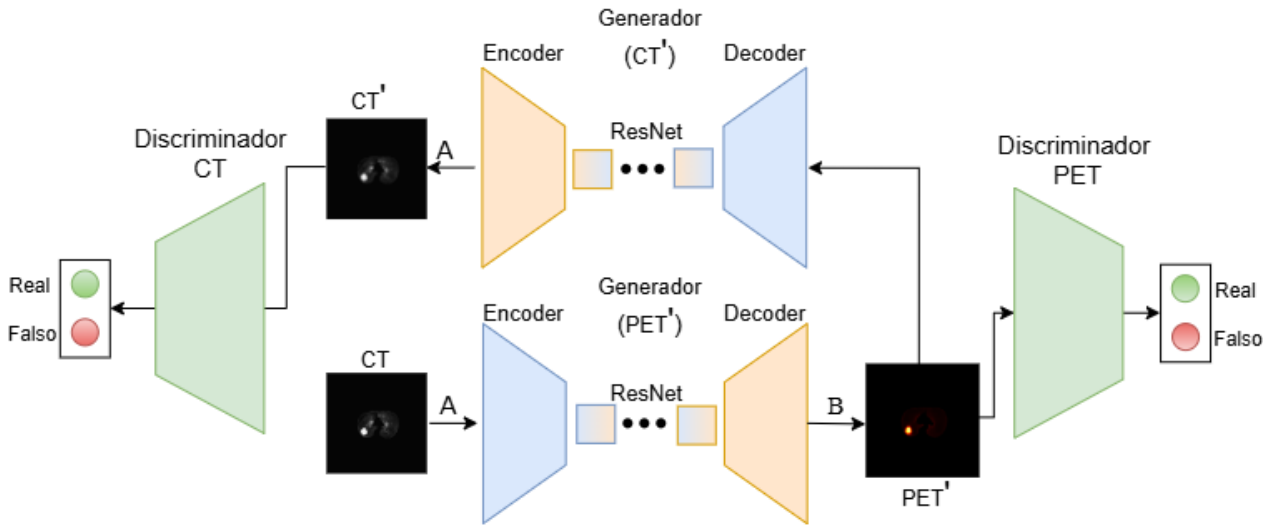 Generador
(CT')
Encoder
Decoder
CT'
Discriminador
CT
A
ResNet
Discriminador
PET
Real
Falso
Generador
(PET')
Encoder
Decoder
CT
A
ResNet
B
PET'
Real
Falso